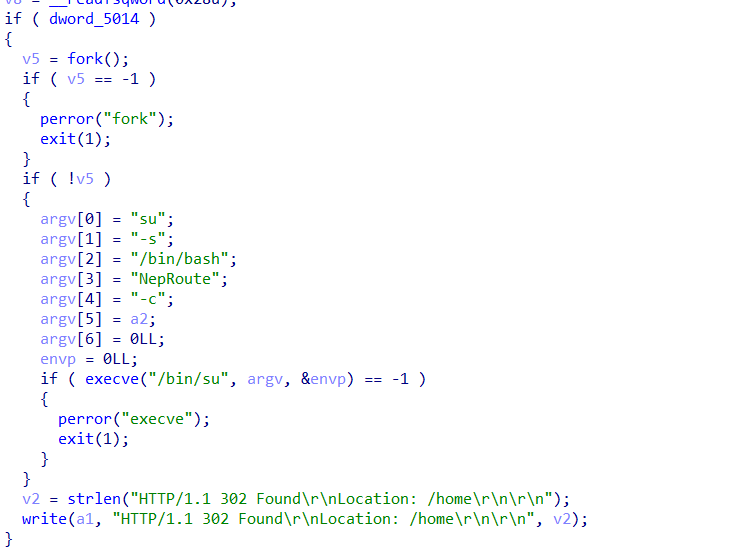 if ( dword_5014 )
{
v5 = fork();
if ( v5 == -1 )
{
perror("fork");
exit(1);
}
if ( !v5 )
{
argv[0] = "su";
argv[1] = "-s";
argv[2] = "/bin/bash";
argv[3] = "NepRoute";
argv[4] = "-c";
argv[5] = a2;
argv[6] = 0LL;
envp = 0LL;
if ( execve("/bin/su", argv, &envp) == -1 )
{
perror("execve");
exit(1);
}
}
v2 = strlen("HTTP/1.1 302 Found\r\nLocation: /home\r\n\r\n");
write(a1, "HTTP/1.1 302 Found\r\nLocation: /home\r\n\r\n", v2);
}